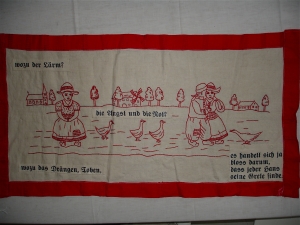 wozu der Lärm?
die Angst und die Not?
wozu das Drängen, Toben.
es handelt sich ja
bloss darum,
dass jeder Hans
seine Grete finde.